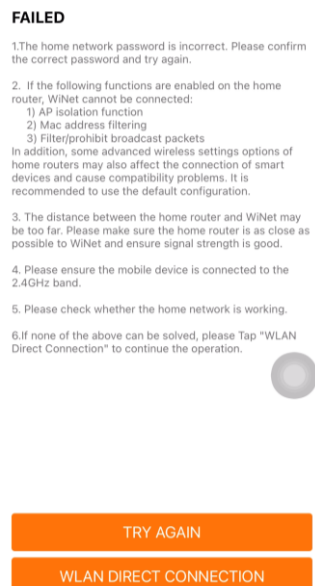 FAILED
1.The home network password is incorrect. Please confirm
the correct password and try again.
2.  If the following functions are enabled on the home
router, WiNet cannot be connected:
1) AP isolation function
2) Mac address filtering
3) Filter/prohibit broadcast packets
In addition, some advanced wireless settings options of
home routers may also affect the connection of smart
devices and cause compatibility problems. It is
recommended to use the default configuration.
3. The distance between the home router and WiNet may
be too far. Please make sure the home router is as close as
possible to WiNet and ensure signal strength is good.
4. Please ensure the mobile device is connected to the
2.4GHz band.
5. Please check whether the home network is working.
6.If none of the above can be solved, please Tap "WLAN
Direct Connection" to continue the operation.
TRY AGAIN
WLAN DIRECT CONNECTION